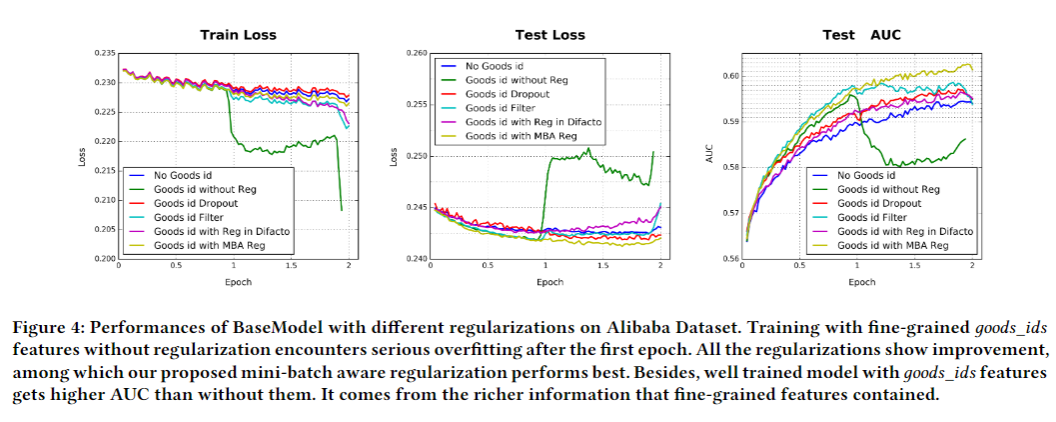 Train Loss
0.235
0.230
0.225
0.220
0.215
0.210
0.205
0.200
Loss
No Goods id
Goods id without Reg
Goods id Dropout
Goods id Filter
Goods id with Reg in Difacto
Goods id with MBA Reg
0 0.5 1 1.5 2
Epoch
Test Loss
0.260
0.255
0.250
0.245
0.240
Loss
No Goods id
Goods id without Reg
Goods id Dropout
Goods id Filter
Goods id with Reg in Difacto
Goods id with MBA Reg
0 0.5 1 1.5 2
Epoch
Test AUC
0.60
0.59
0.58
0.57
0.56
AUC
No Goods id
Goods id without Reg
Goods id Dropout
Goods id Filter
Goods id with Reg in Difacto
Goods id with MBA Reg
0 0.5 1 1.5 2
Epoch
Figure 4: Performances of BaseModel with different regularizations on Alibaba Dataset. Training with fine-grained goods_ids
features without regularization encounters serious overfitting after the first epoch. All the regularizations show improvement,
among which our proposed mini-batch aware regularization performs best. Besides, well trained model with goods_ids features
gets higher AUC than without them. It comes from the richer information that fine-grained features contained.